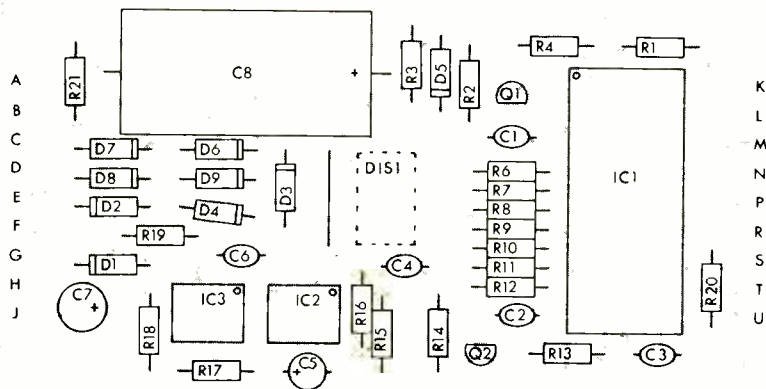 R4
R1
R21
C8
+
R3
D5
R2
Q1
A
B
C
D
E
F
G
H
J
K
L
M
N
P
R
S
T
U
C1
IC1
D7
D6
D8
D9
D2
D4
D3
DIS1
R6
R7
R8
R9
R10
R11
R12
R19
C6
D1
C4
C7
+
IC3
IC2
R16
R15
C2
R20
R18
R14
Q2
R13
C3
R17
+
C5